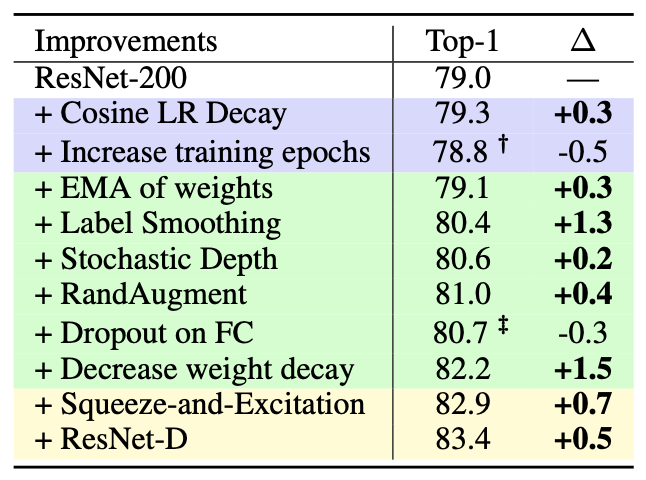 Improvements Top-1 Δ
ResNet-200 79.0 —
+ Cosine LR Decay 79.3 +0.3
+ Increase training epochs 78.8 † -0.5
+ EMA of weights 79.1 +0.3
+ Label Smoothing 80.4 +1.3
+ Stochastic Depth 80.6 +0.2
+ RandAugment 81.0 +0.4
+ Dropout on FC 80.7 ‡ -0.3
+ Decrease weight decay 82.2 +1.5
+ Squeeze-and-Excitation 82.9 +0.7
+ ResNet-D 83.4 +0.5